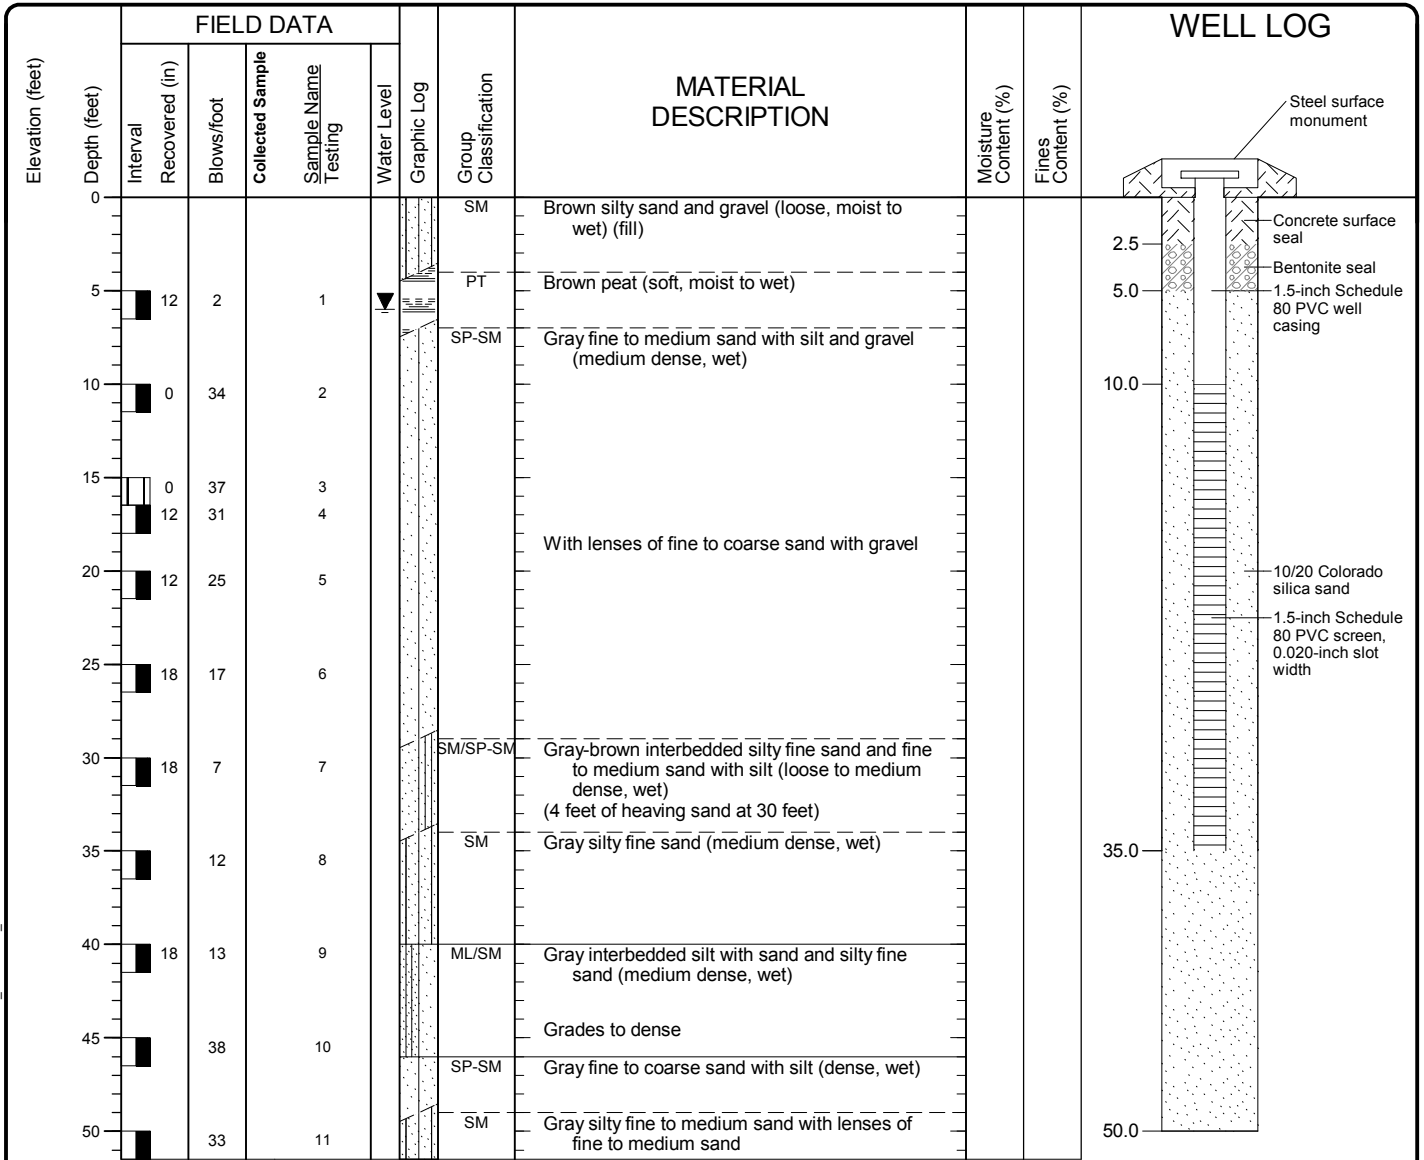 FIELD DATA
WELL LOG
Elevation (feet)
Depth (feet)
Interval
Recovered (in)
Blows/foot
Collected Sample
Sample Name
Testing
Water Level
Graphic Log
Group
Classification
MATERIAL
DESCRIPTION
Moisture
Content (%)
Fines
Content (%)
Steel surface
monument
0
SM
Brown silty sand and gravel (loose, moist to
wet) (fill)
Concrete surface
seal
2.5
Bentonite seal
PT
Brown peat (soft, moist to wet)
5
12
2
1
5.0
1.5-inch Schedule
80 PVC well
casing
SP-SM
Gray fine to medium sand with silt and gravel
(medium dense, wet)
10
0
34
2
10.0
15
0
37
3
12
31
4
With lenses of fine to coarse sand with gravel
20
12
25
5
10/20 Colorado
silica sand
1.5-inch Schedule
80 PVC screen,
0.020-inch slot
width
25
18
17
6
SM/SP-SM
Gray-brown interbedded silty fine sand and fine
to medium sand with silt (loose to medium
dense, wet)
(4 feet of heaving sand at 30 feet)
30
18
7
7
SM
Gray silty fine sand (medium dense, wet)
35
12
8
35.0
40
18
13
9
ML/SM
Gray interbedded silt with sand and silty fine
sand (medium dense, wet)
Grades to dense
45
38
10
SP-SM
Gray fine to coarse sand with silt (dense, wet)
SM
Gray silty fine to medium sand with lenses of
fine to medium sand
50
33
11
50.0